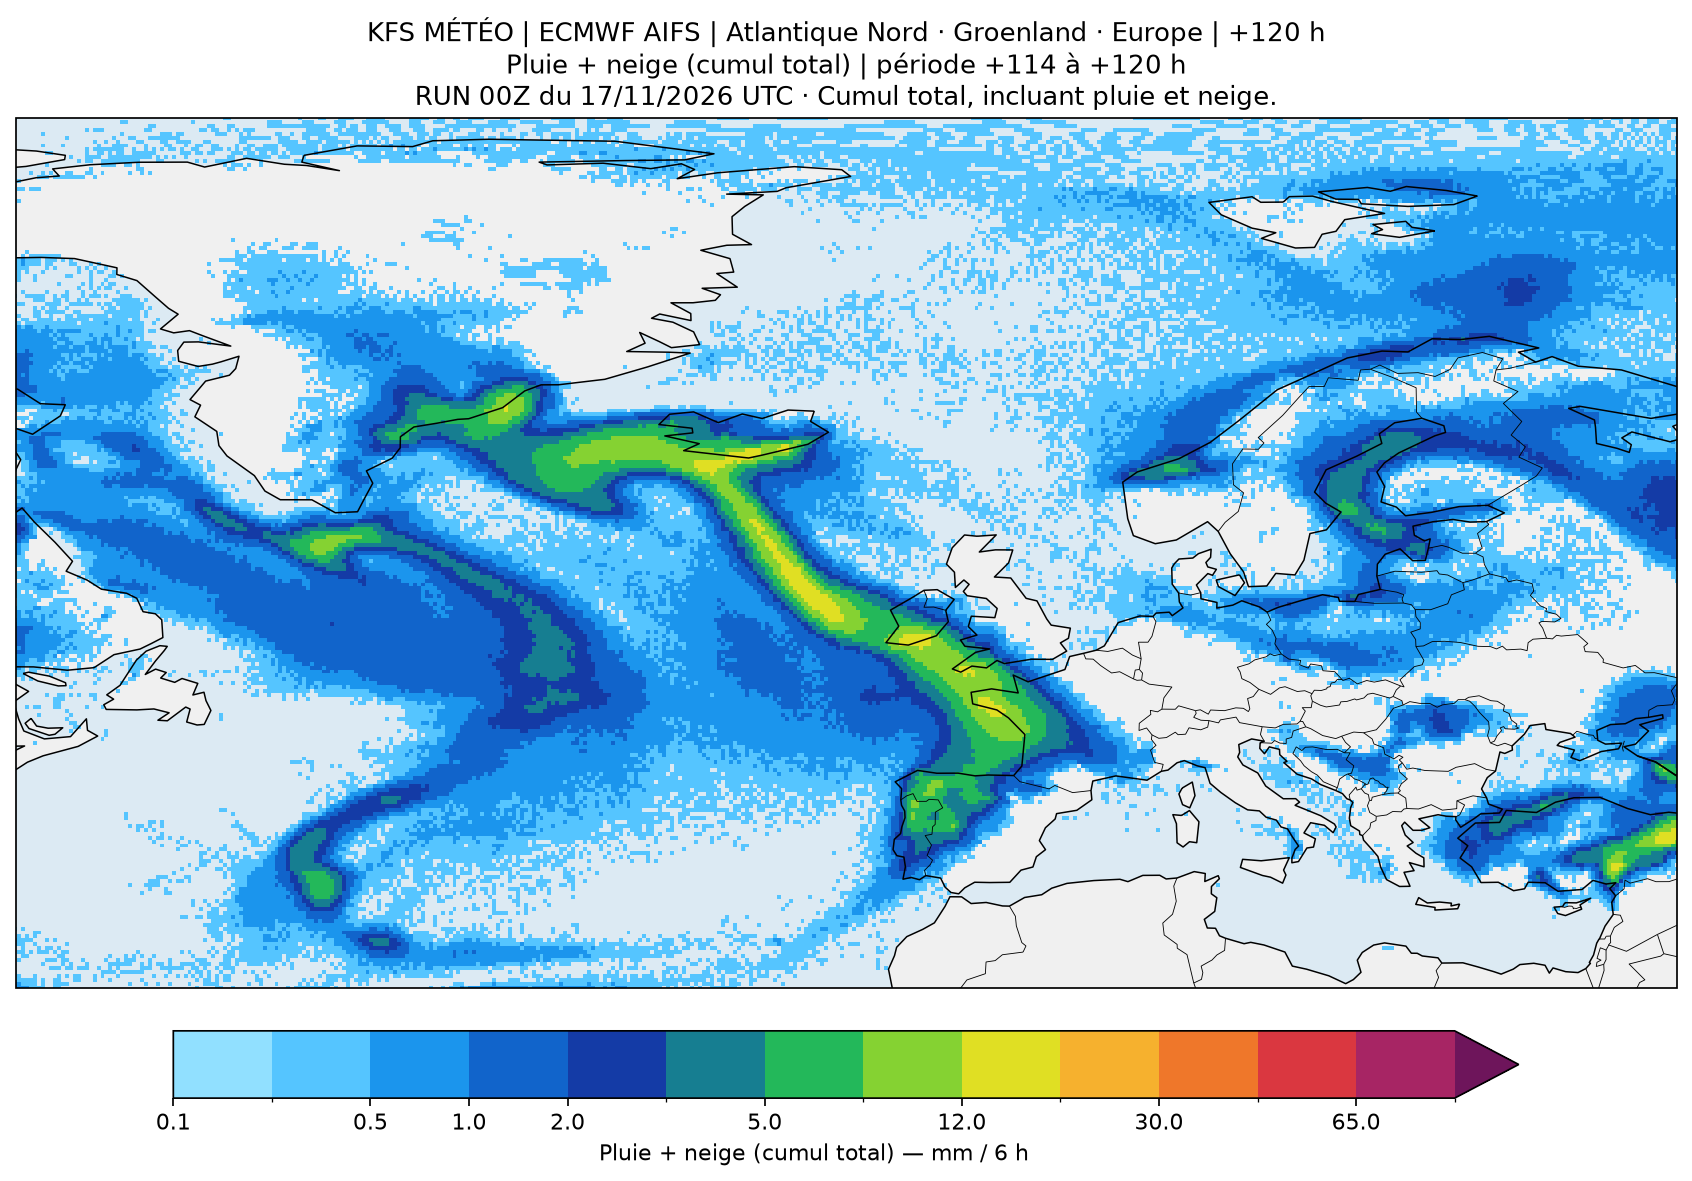 KFS MÉTÉO | ECMWF AIFS | Atlantique Nord · Groenland · Europe | +120 h
Pluie + neige (cumul total) | période +114 à +120 h
RUN 00Z du 17/11/2026 UTC · Cumul total, incluant pluie et neige.
0.1 0.5 1.0 2.0 5.0 12.0 30.0 65.0
Pluie + neige (cumul total) — mm / 6 h